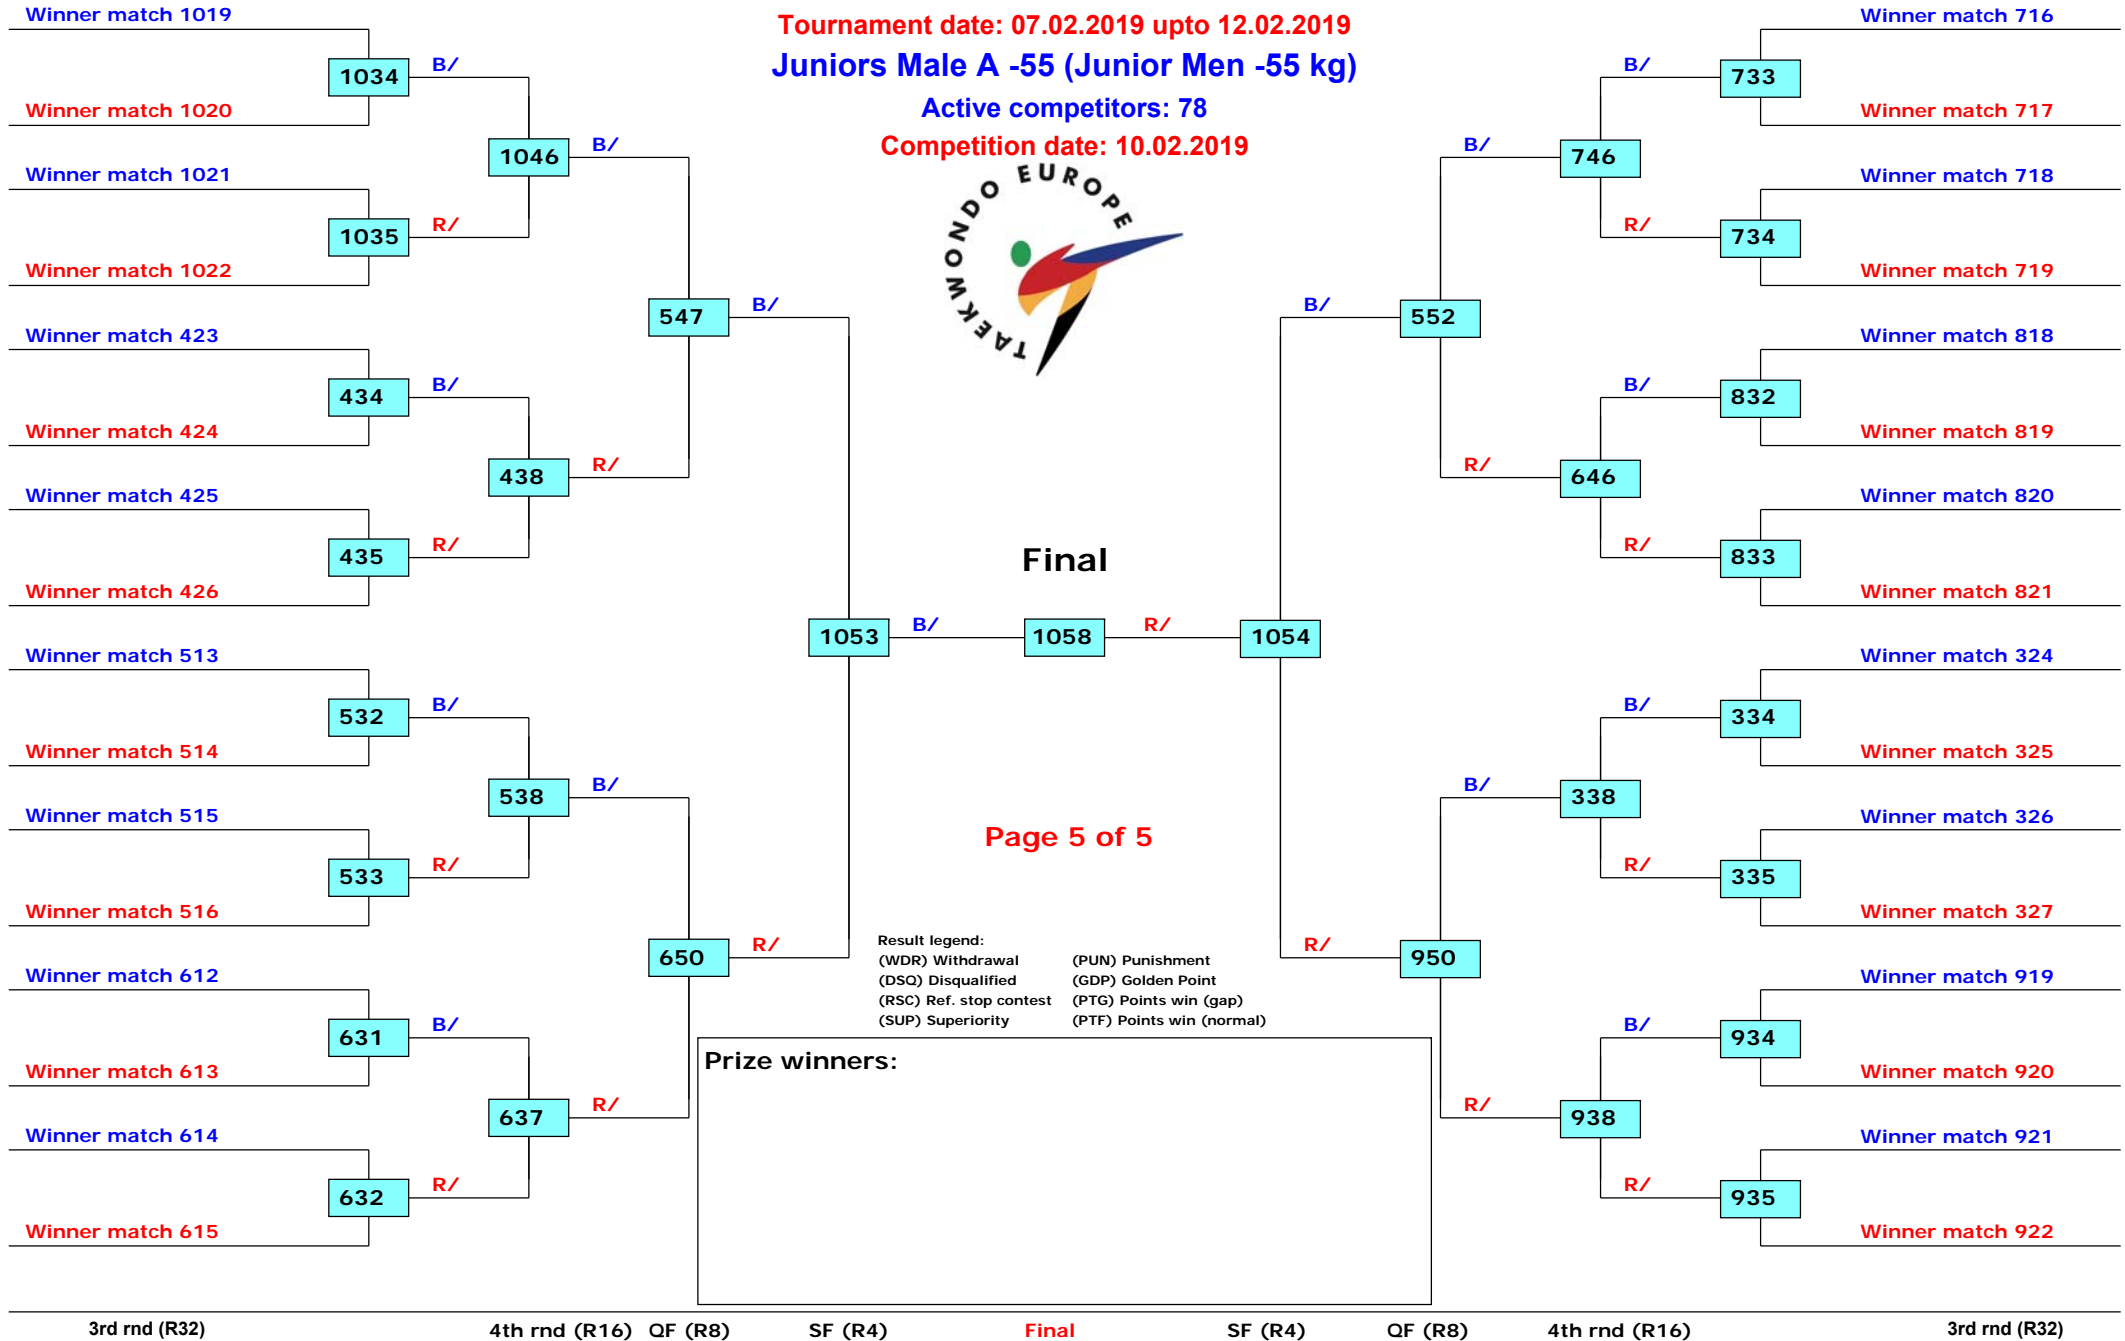 Tournament date: 07.02.2019 upto 12.02.2019
Juniors Male A -55 (Junior Men -55 kg)
Active competitors: 78
Competition date: 10.02.2019
TAEKWONDO EUROPE
Winner match 1019
1034 B/
Winner match 1020
1046 B/
Winner match 1021
1035 R/
Winner match 1022
547 B/
Winner match 423
434 B/
Winner match 424
438 R/
Winner match 425
435 R/
Winner match 426
1053 B/
Winner match 513
532 B/
Winner match 514
538 B/
Winner match 515
533 R/
Winner match 516
650 R/
Winner match 612
631 B/
Winner match 613
637 R/
Winner match 614
632 R/
Winner match 615
Final
1058
R/ 1054
Winner match 716
B/ 733
Winner match 717
B/ 746
Winner match 718
R/ 734
Winner match 719
B/ 552
Winner match 818
B/ 832
Winner match 819
R/ 646
Winner match 820
R/ 833
Winner match 821
Winner match 324
B/ 334
Winner match 325
B/ 338
Winner match 326
R/ 335
Winner match 327
R/ 950
Winner match 919
B/ 934
Winner match 920
R/ 938
Winner match 921
R/ 935
Winner match 922
Page 5 of 5
Result legend:
(WDR) Withdrawal (PUN) Punishment
(DSQ) Disqualified (GDP) Golden Point
(RSC) Ref. stop contest (PTG) Points win (gap)
(SUP) Superiority (PTF) Points win (normal)
Prize winners:
3rd rnd (R32) 4th rnd (R16) QF (R8) SF (R4) Final SF (R4) QF (R8) 4th rnd (R16) 3rd rnd (R32)